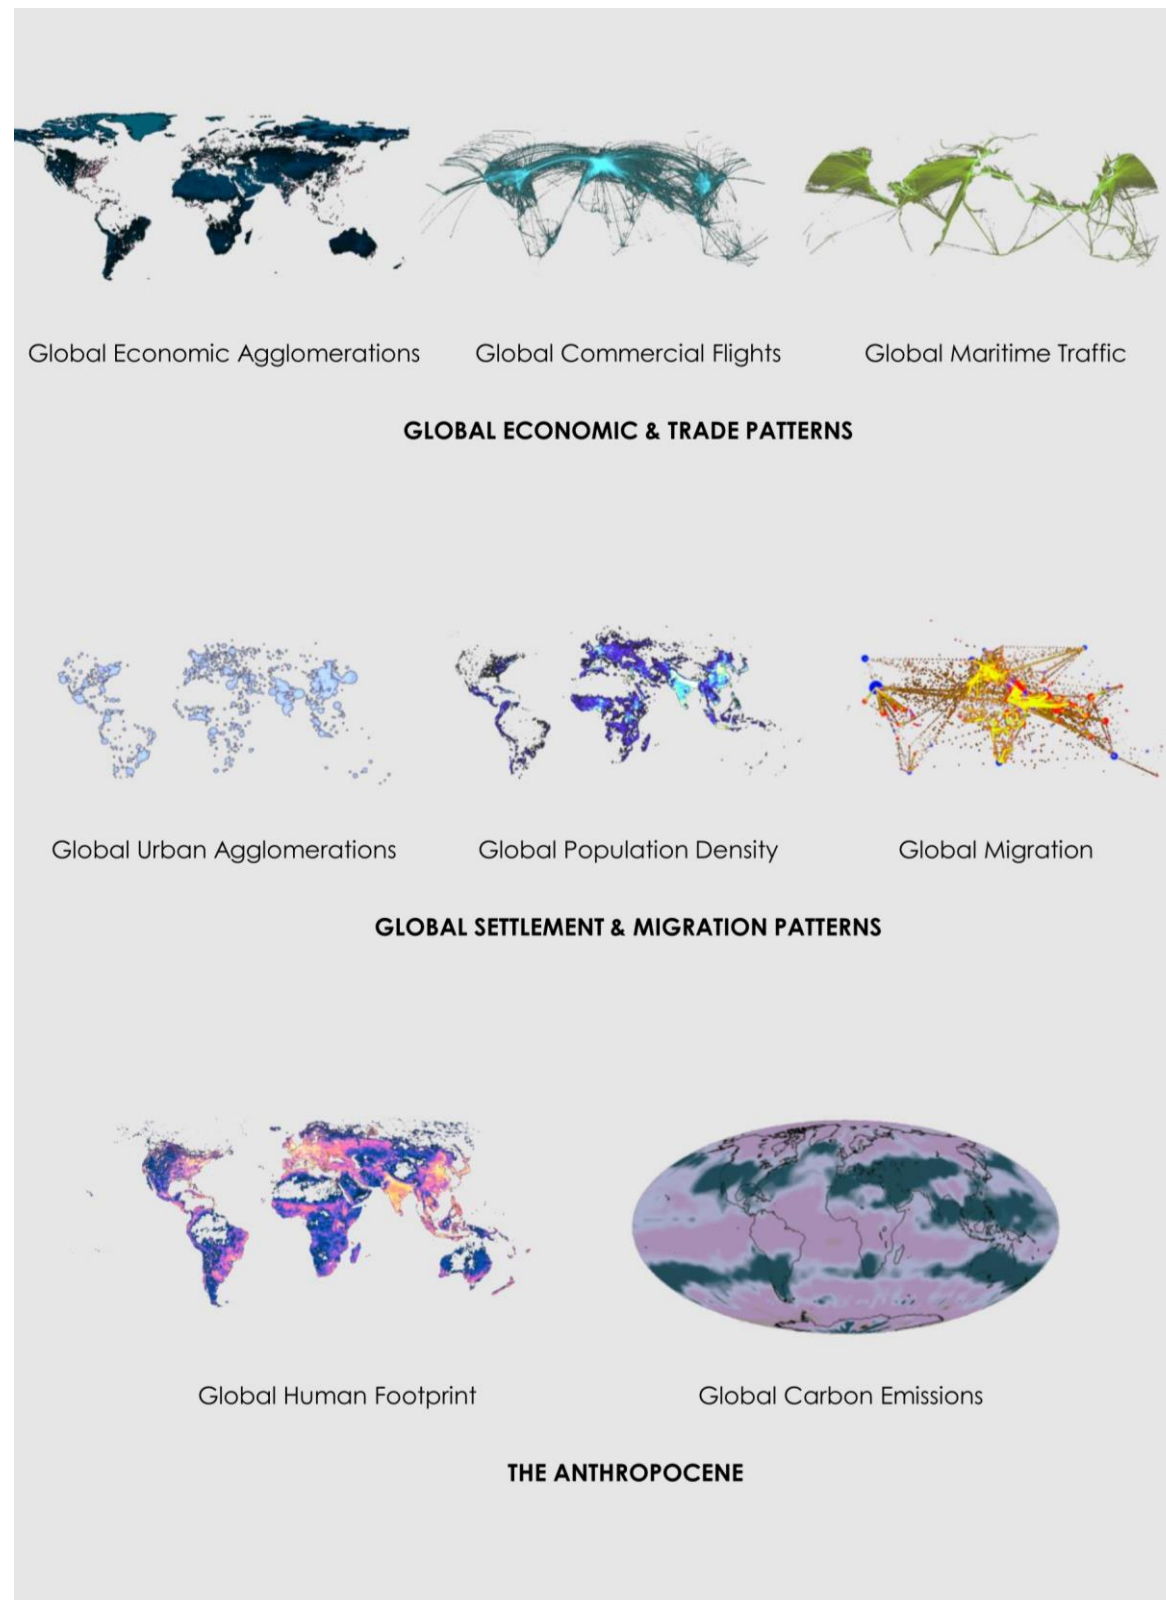 Global Economic Agglomerations
Global Commercial Flights
Global Maritime Traffic
GLOBAL ECONOMIC & TRADE PATTERNS
Global Urban Agglomerations
Global Population Density
Global Migration
GLOBAL SETTLEMENT & MIGRATION PATTERNS
Global Human Footprint
Global Carbon Emissions
THE ANTHROPOCENE